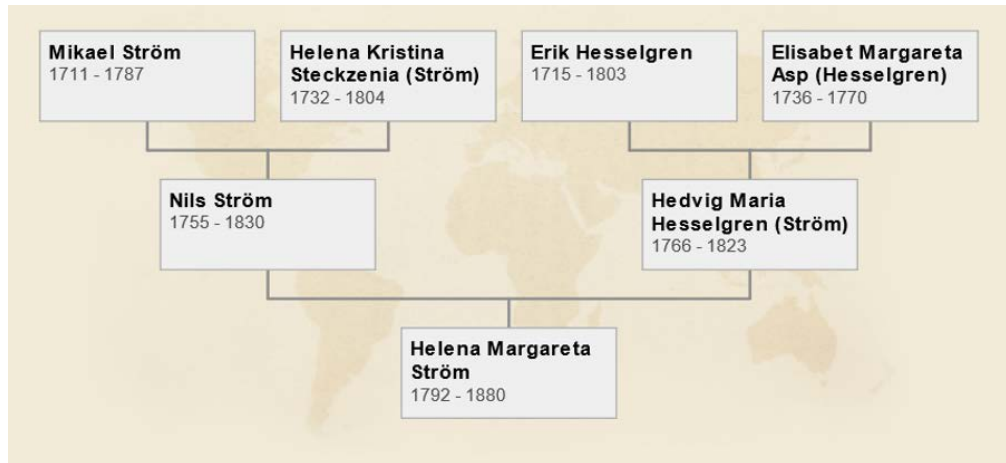 Mikael Ström
1711 - 1787
Helena Kristina
Steckzenia (Ström)
1732 - 1804
Erik Hesselgren
1715 - 1803
Elisabet Margareta
Asp (Hesselgren)
1736 - 1770
Nils Ström
1755 - 1830
Hedvig Maria
Hesselgren (Ström)
1766 - 1823
Helena Margareta
Ström
1792 - 1880